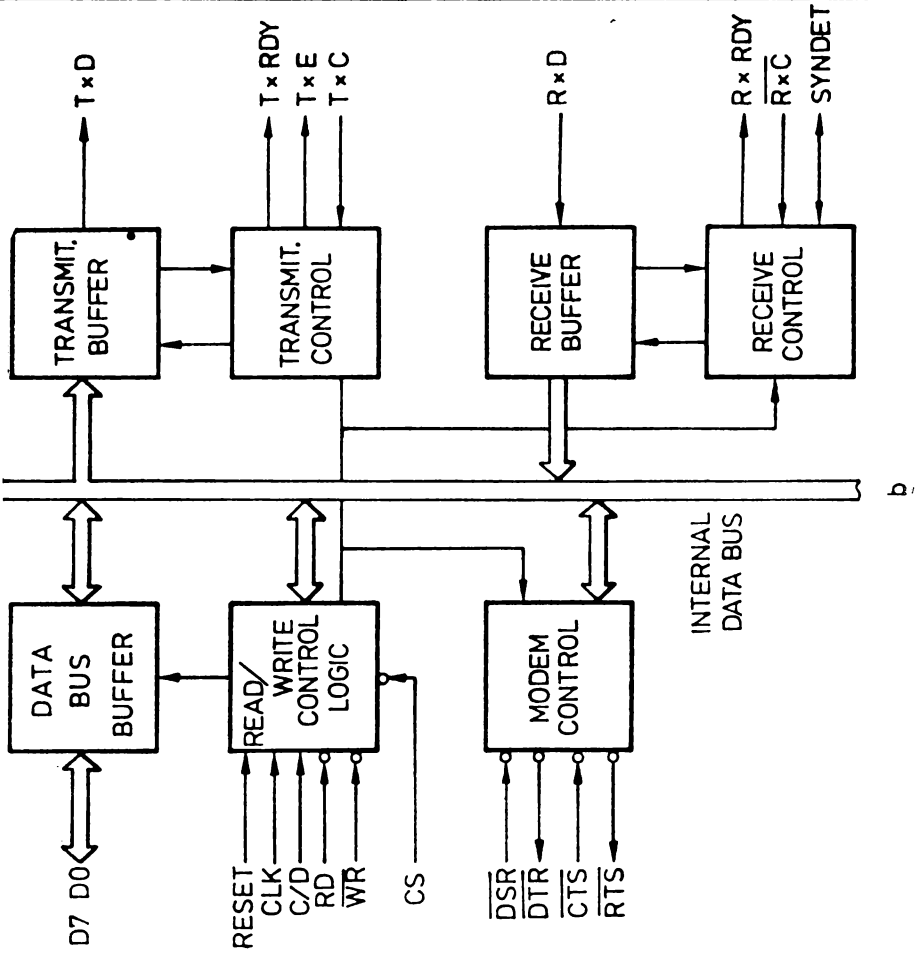 D7 D0
DATA
BUS
BUFFER
TRANSMIT.
BUFFER
T×D
RESET
CLK
C/D
RD
WR
CS
READ/
WRITE
CONTROL
LOGIC
TRANSMIT.
CONTROL
T×RDY
T×E
T×C
DSR
DTR
CTS
RTS
MODEM
CONTROL
RECEIVE
BUFFER
R×D
RECEIVE
CONTROL
R×RDY
R×C
SYNDET
INTERNAL
DATA BUS
b,